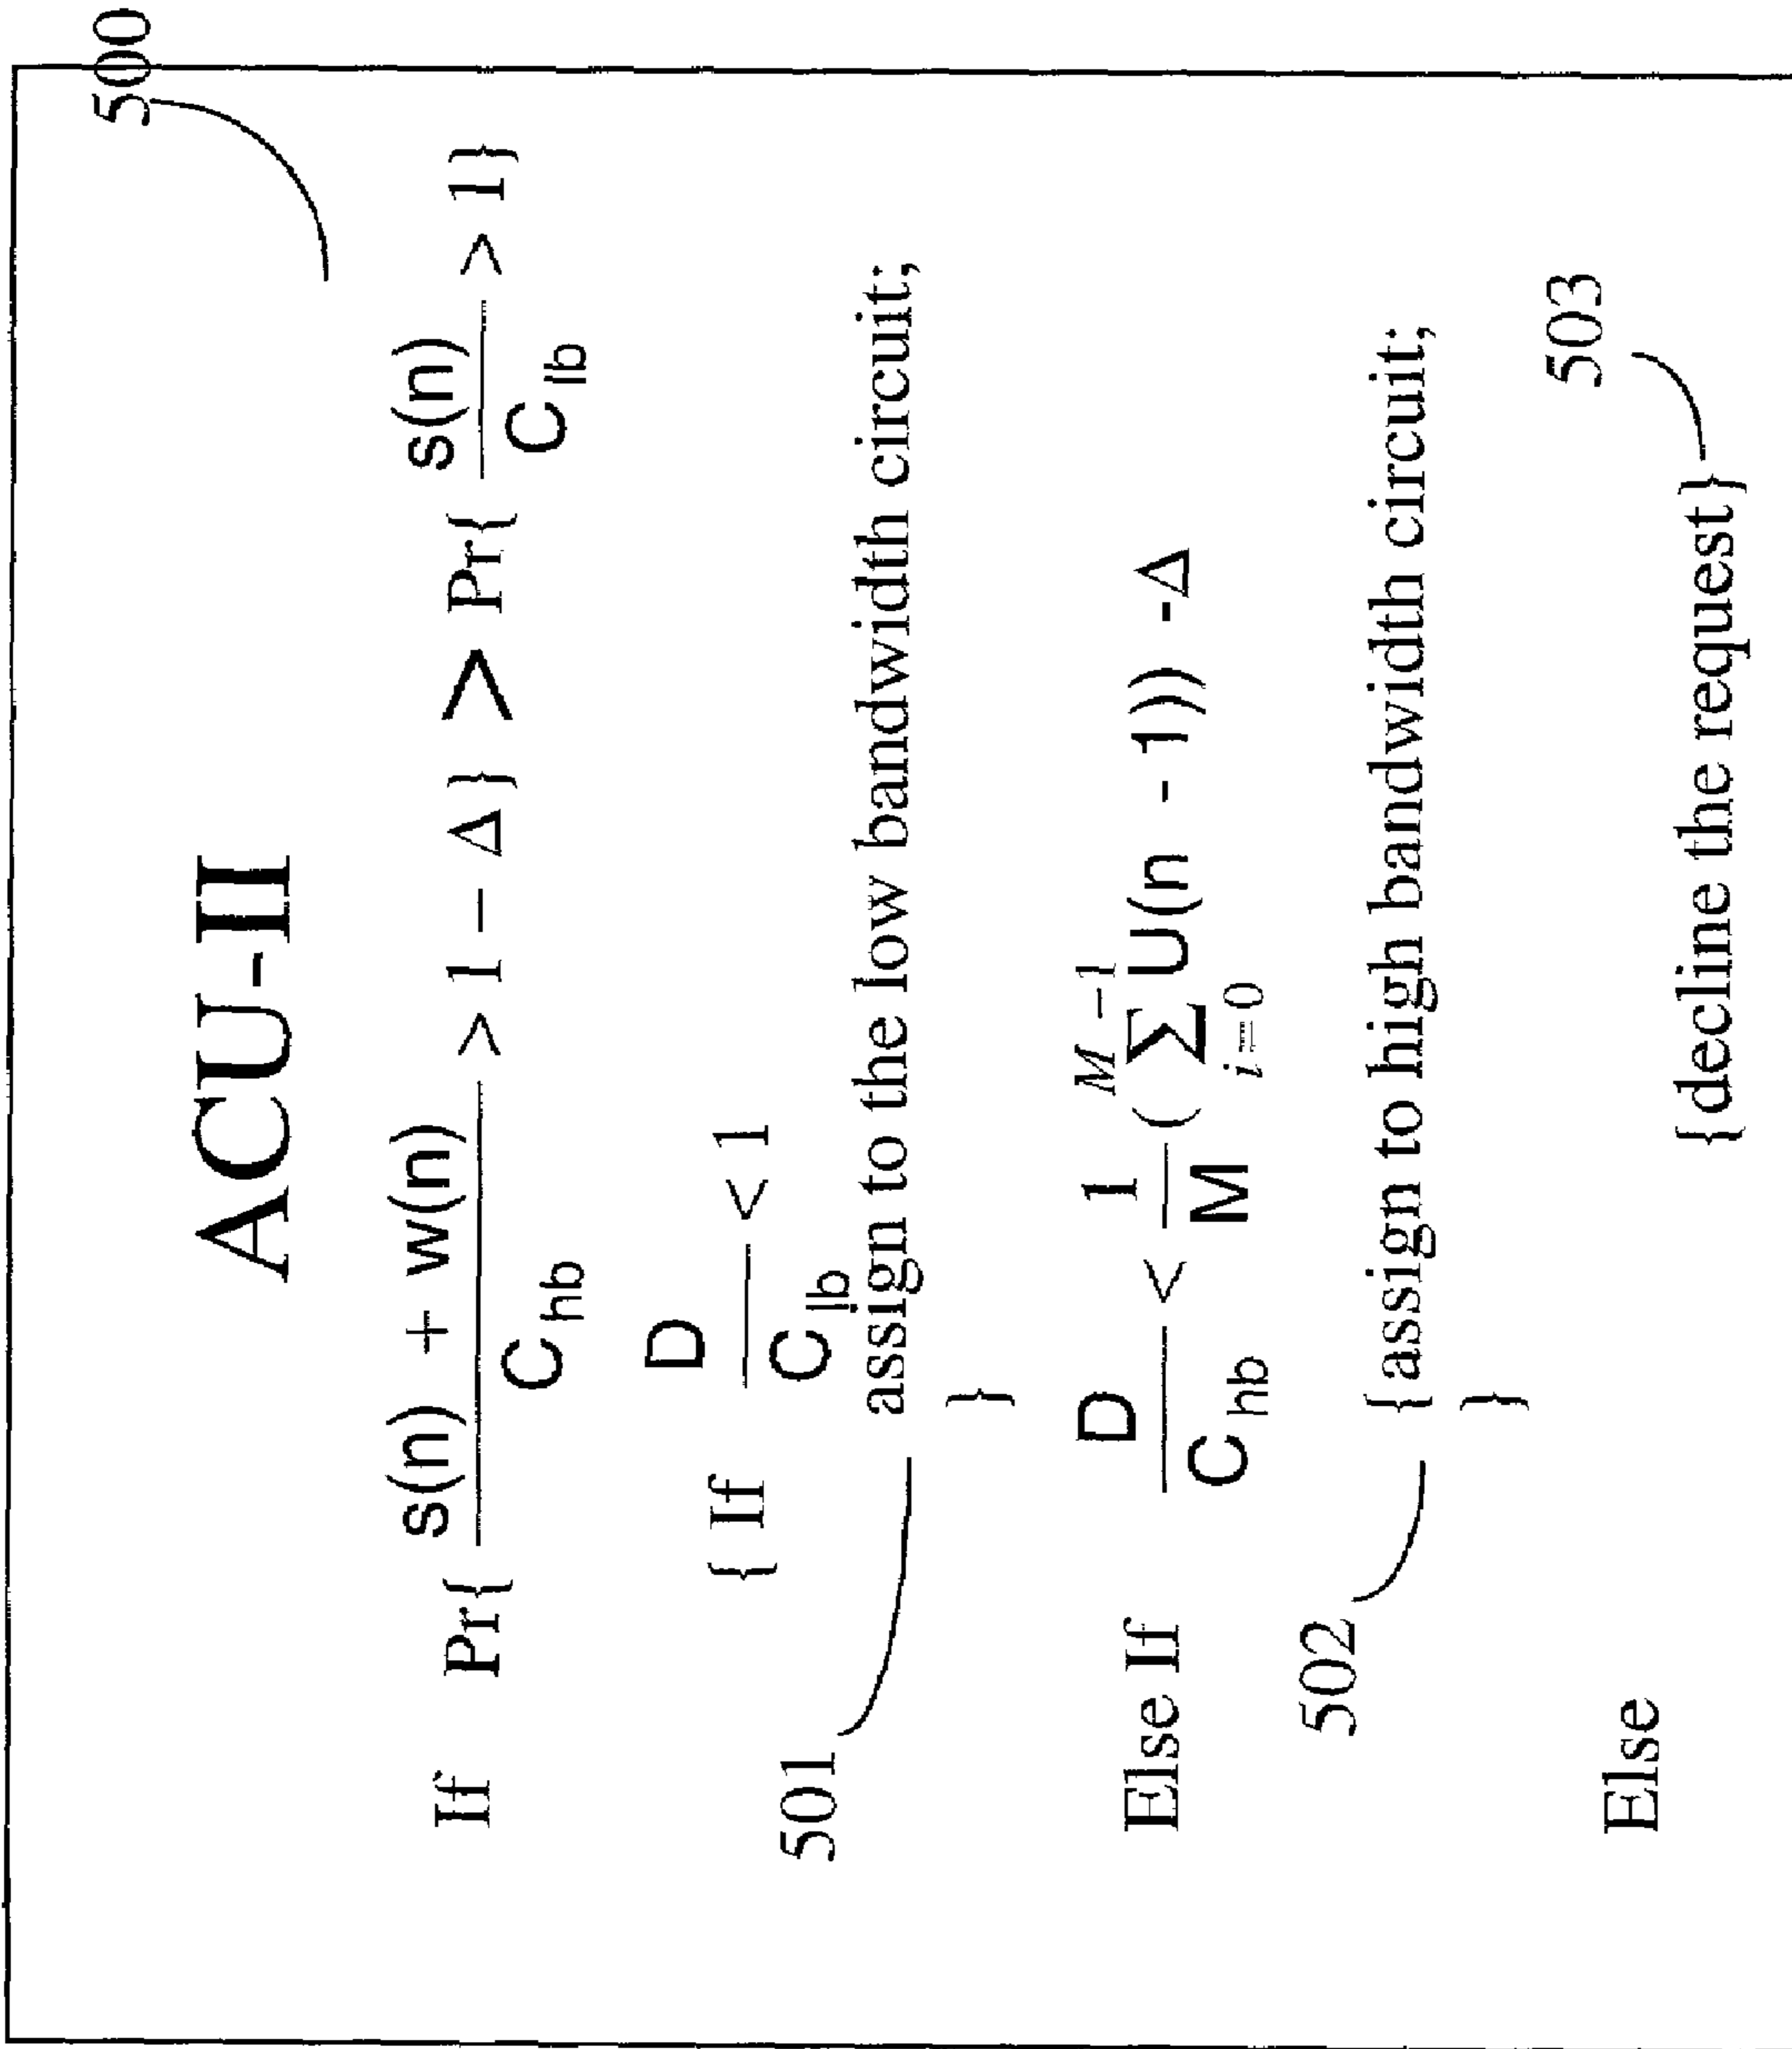 500
ACU-II
If Pr{ s(n) + w(n) / C_hb > 1 – Δ } > Pr{ s(n) / C_lb > 1}
{ If D / C_lb < 1
501
assign to the low bandwidth circuit;
}
Else If D / C_hb < 1 / M ( ∑_{i=0}^{M-1} U(n - 1)) -Δ
502
{assign to high bandwidth circuit;
}
503
Else
{decline the request}